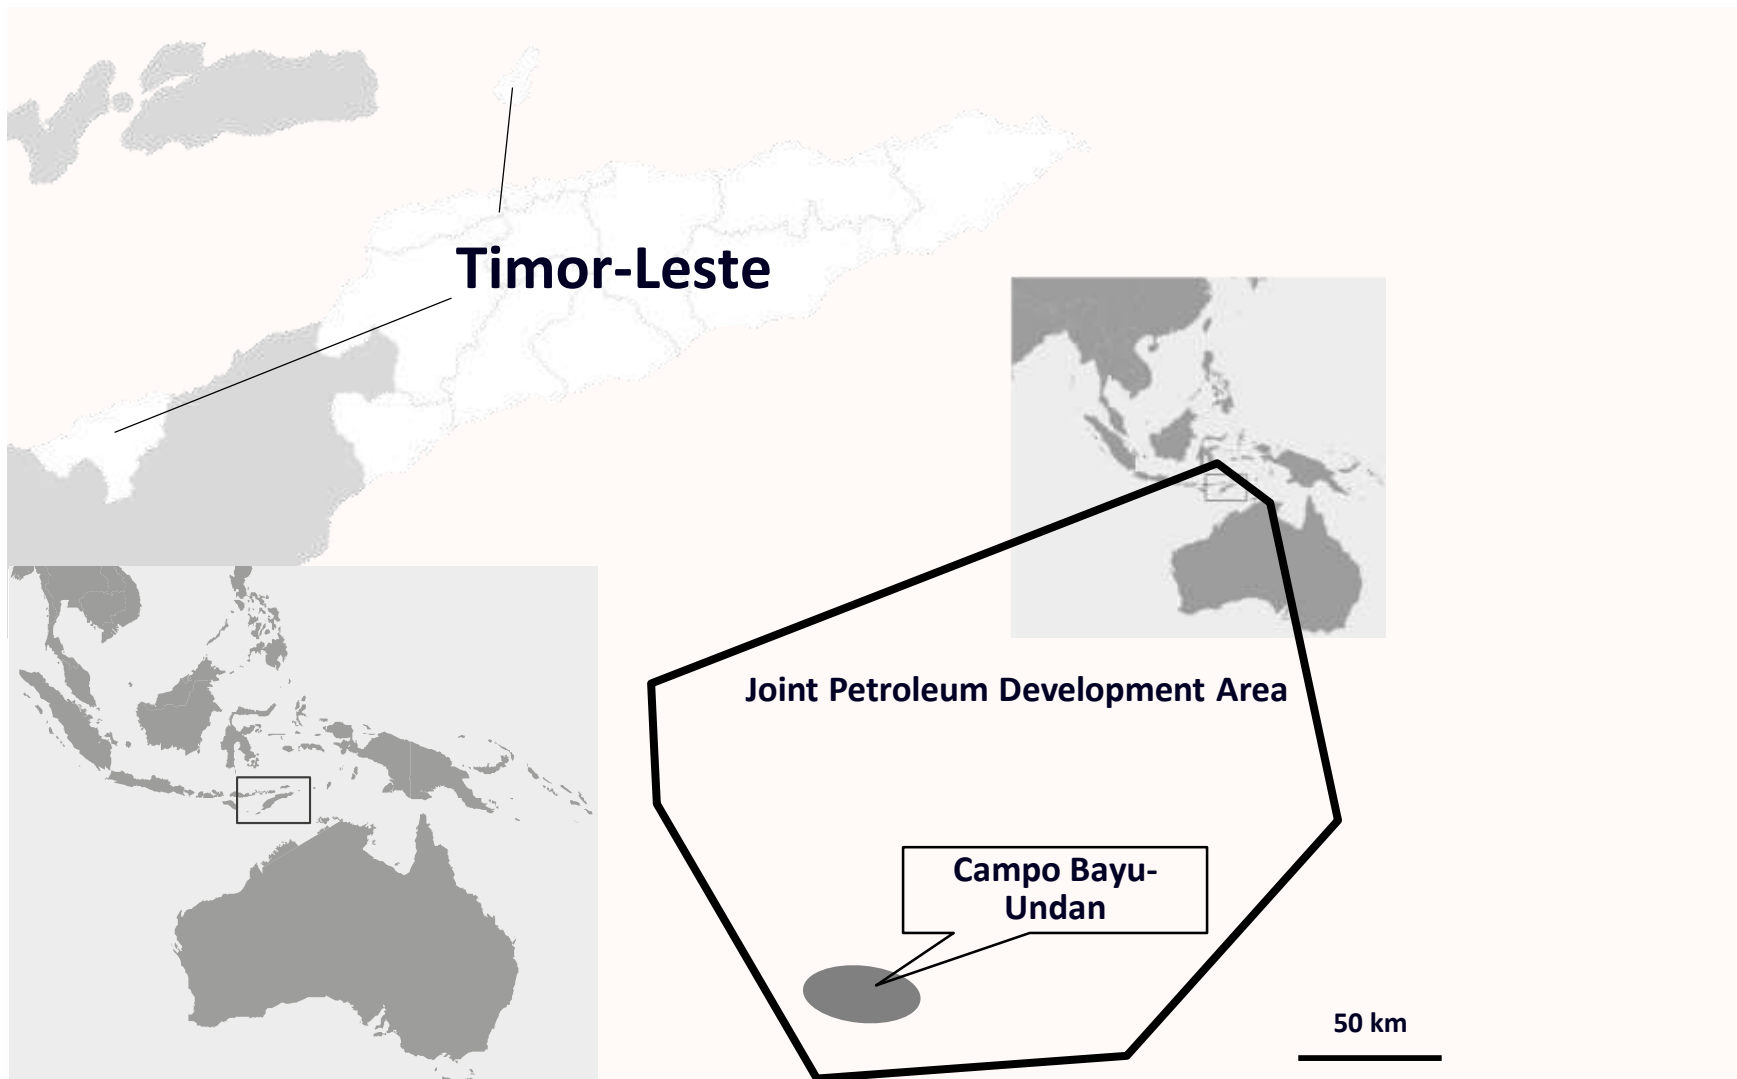 Timor-Leste
Joint Petroleum Development Area
Campo Bayu-
Undan
50 km